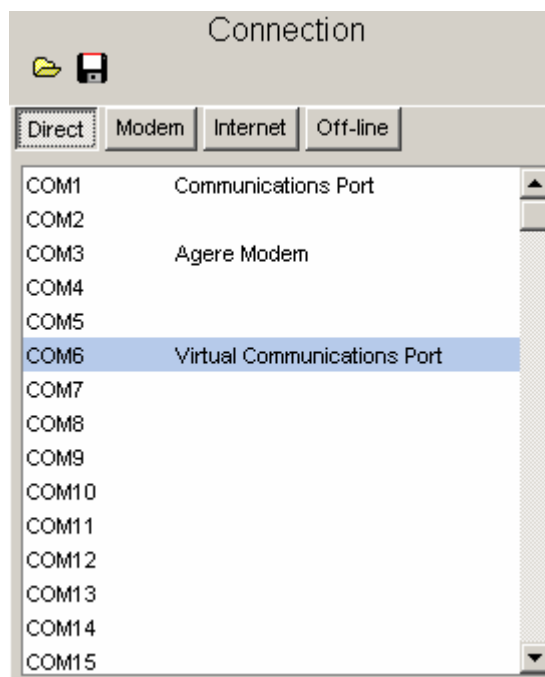 Connection
Direct Modem Internet Off-line
COM1 Communications Port
COM2
COM3 Agere Modem
COM4
COM5
COM6 Virtual Communications Port
COM7
COM8
COM9
COM10
COM11
COM12
COM13
COM14
COM15